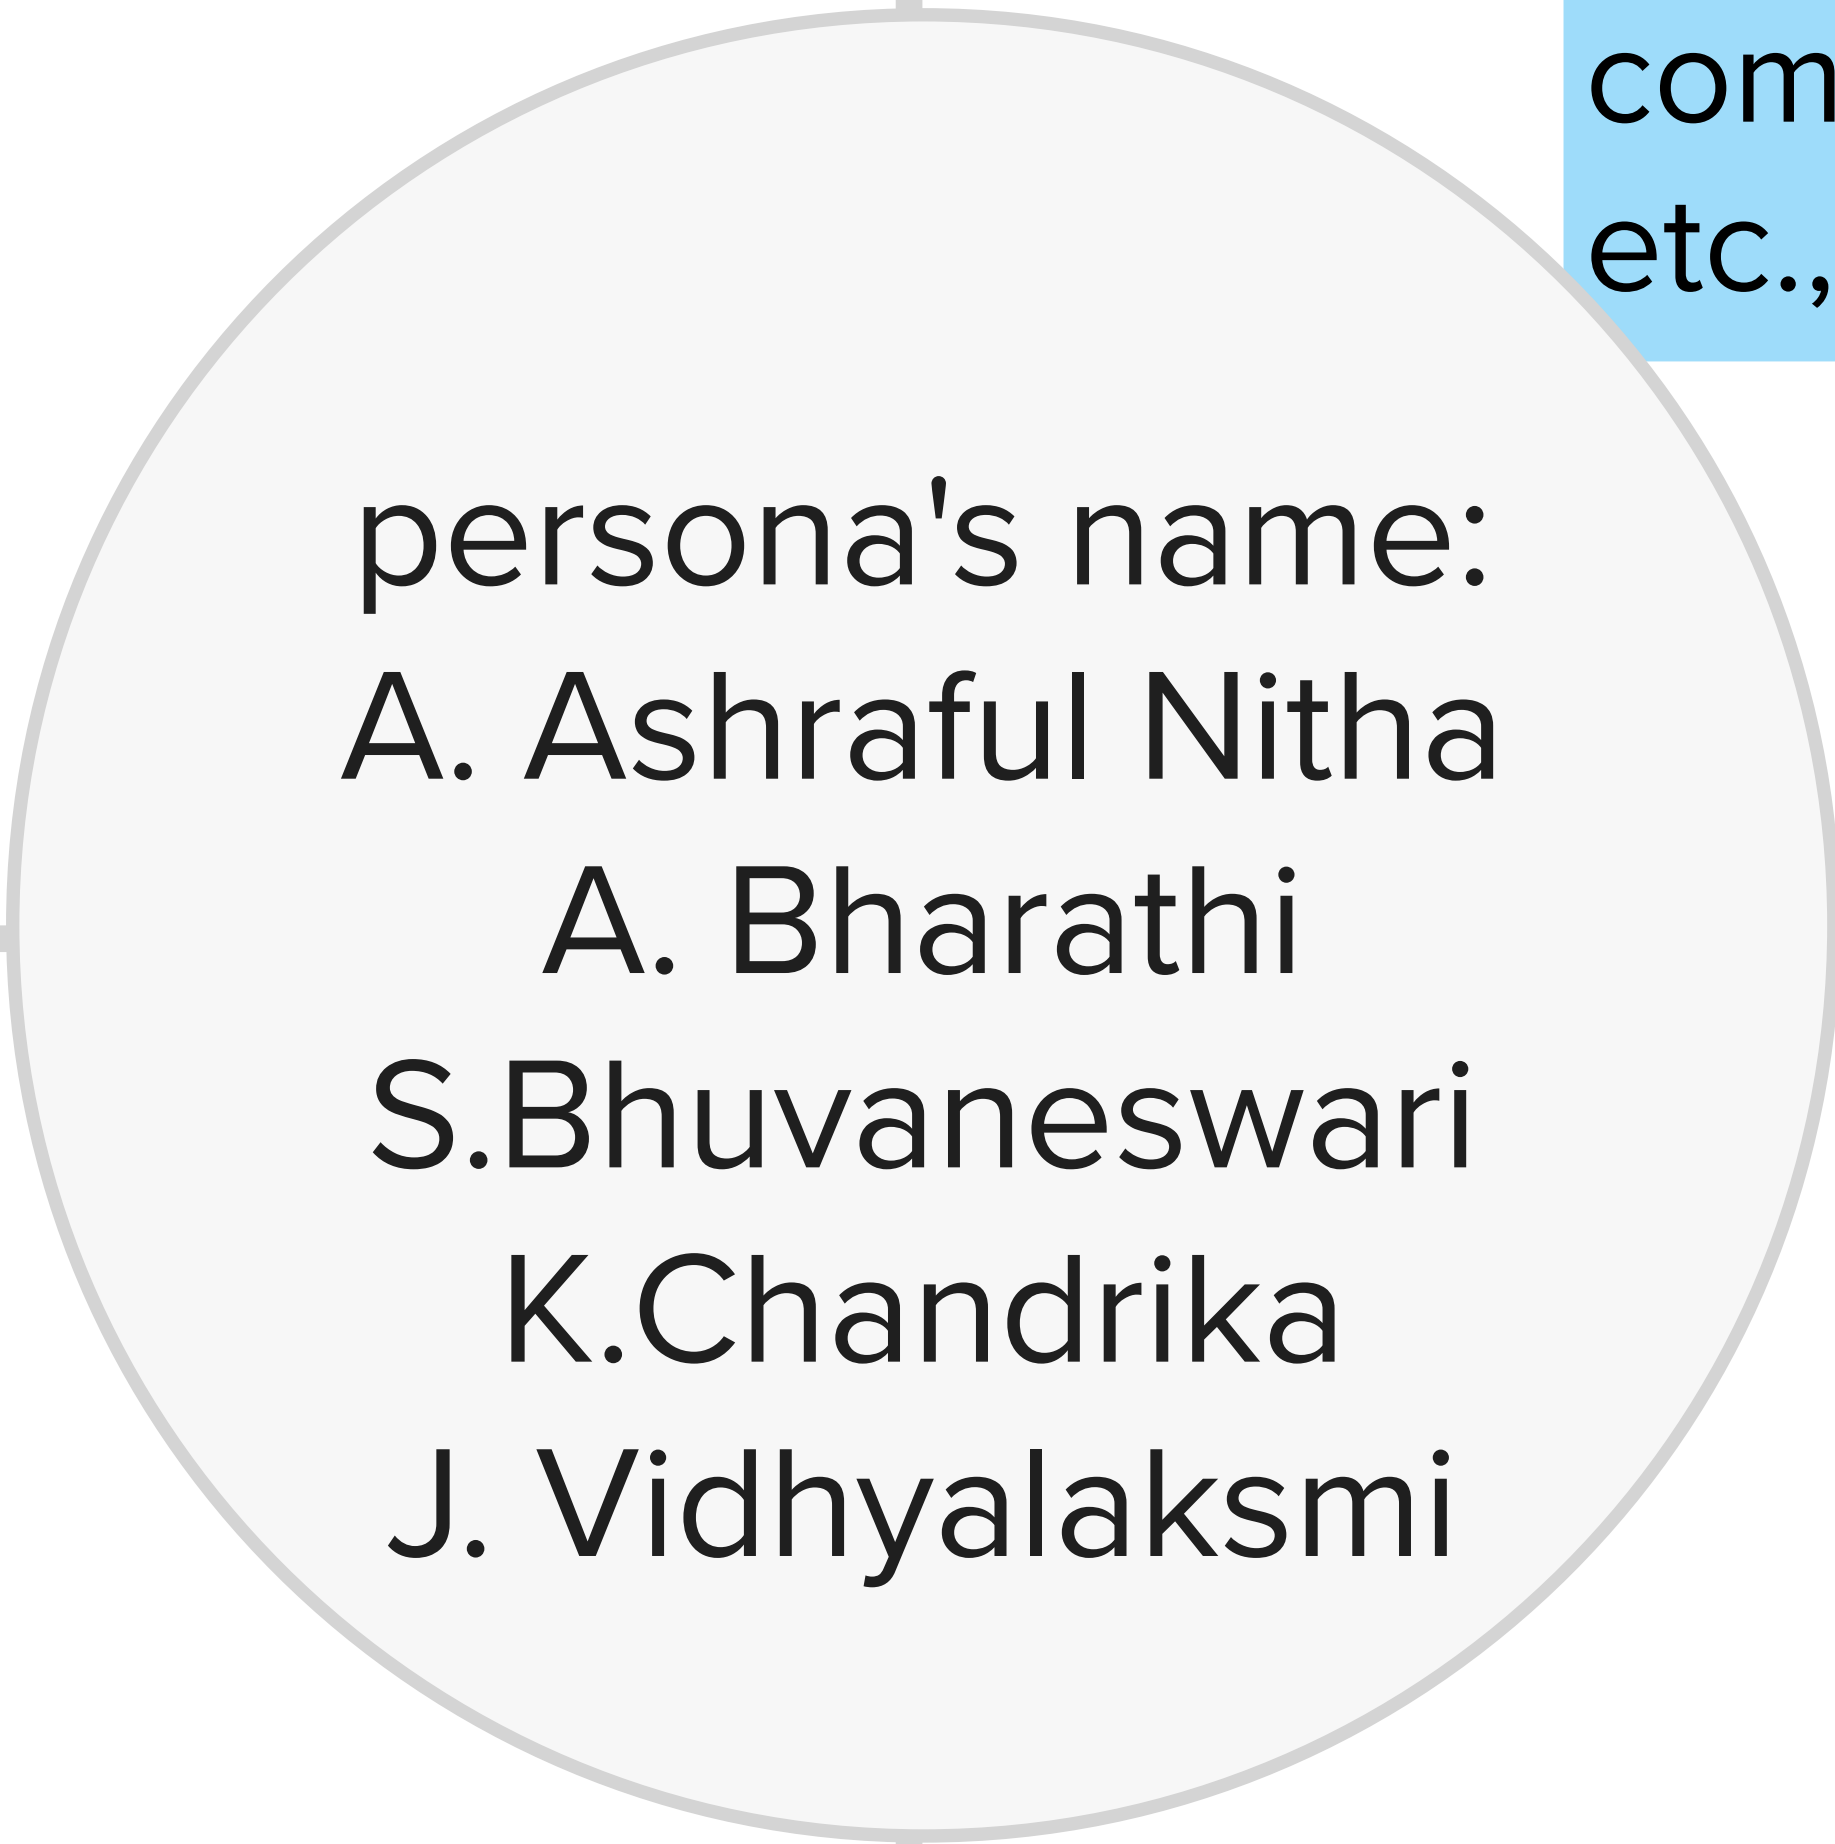 com
etc.,
persona's name:
A. Ashraful Nitha
A. Bharathi
S.Bhuvaneswari
K.Chandrika
J. Vidhyalaksmi